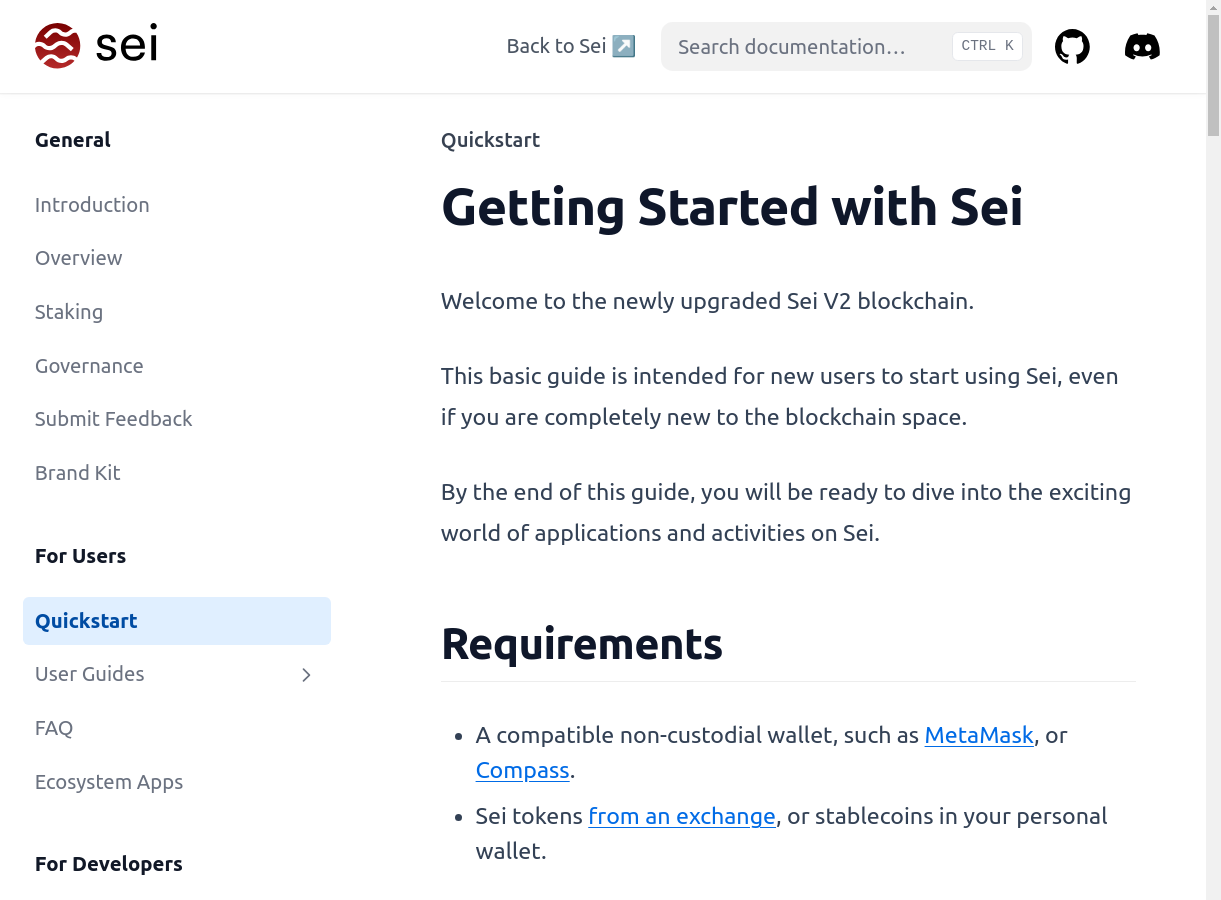 sei
Back to Sei ↗️
Search documentation…
CTRL K
General
Introduction
Overview
Staking
Governance
Submit Feedback
Brand Kit
For Users
Quickstart
User Guides
FAQ
Ecosystem Apps
For Developers
Quickstart
Getting Started with Sei
Welcome to the newly upgraded Sei V2 blockchain.
This basic guide is intended for new users to start using Sei, even
if you are completely new to the blockchain space.
By the end of this guide, you will be ready to dive into the exciting
world of applications and activities on Sei.
Requirements
• A compatible non-custodial wallet, such as MetaMask, or
Compass.
• Sei tokens from an exchange, or stablecoins in your personal
wallet.